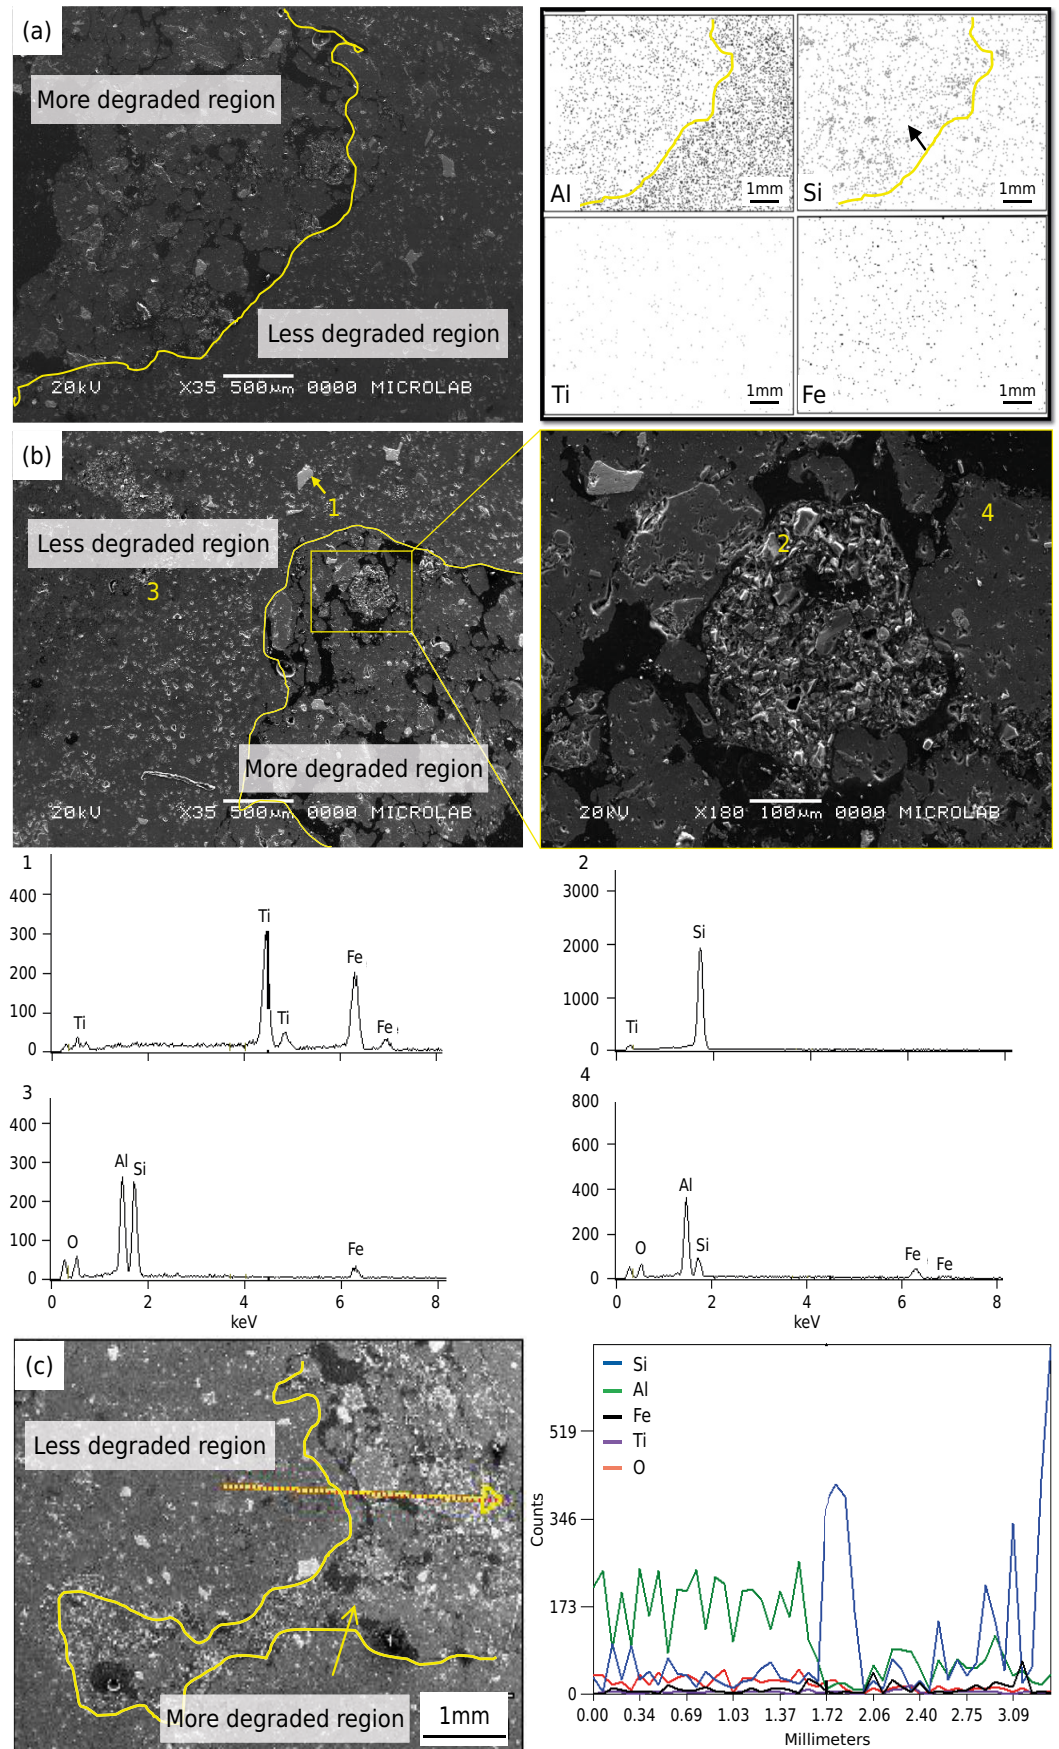 (a)
More degraded region
Less degraded region
20kV X35 500µm 0000 MICROLAB
Al 1mm
Si 1mm
Ti 1mm
Fe 1mm
(b)
1
Less degraded region
3
More degraded region
20kV X35 500µm 0000 MICROLAB
2
4
20kV X180 100µm 0000 MICROLAB
1
400
300
200
100
0
Ti
Ti
Ti
Fe
Fe
2
3000
2000
1000
0
Ti
Si
3
400
300
200
100
0
O
Al
Si
Fe
0 2 4 6 8
keV
4
800
600
400
200
0
O
Al
Si
Fe
Fe
0 2 4 6 8
keV
(c)
Less degraded region
More degraded region
1mm
Si
Al
Fe
Ti
O
Counts
519
346
173
0
0.00 0.34 0.69 1.03 1.37 1.72 2.06 2.40 2.75 3.09
Millimeters